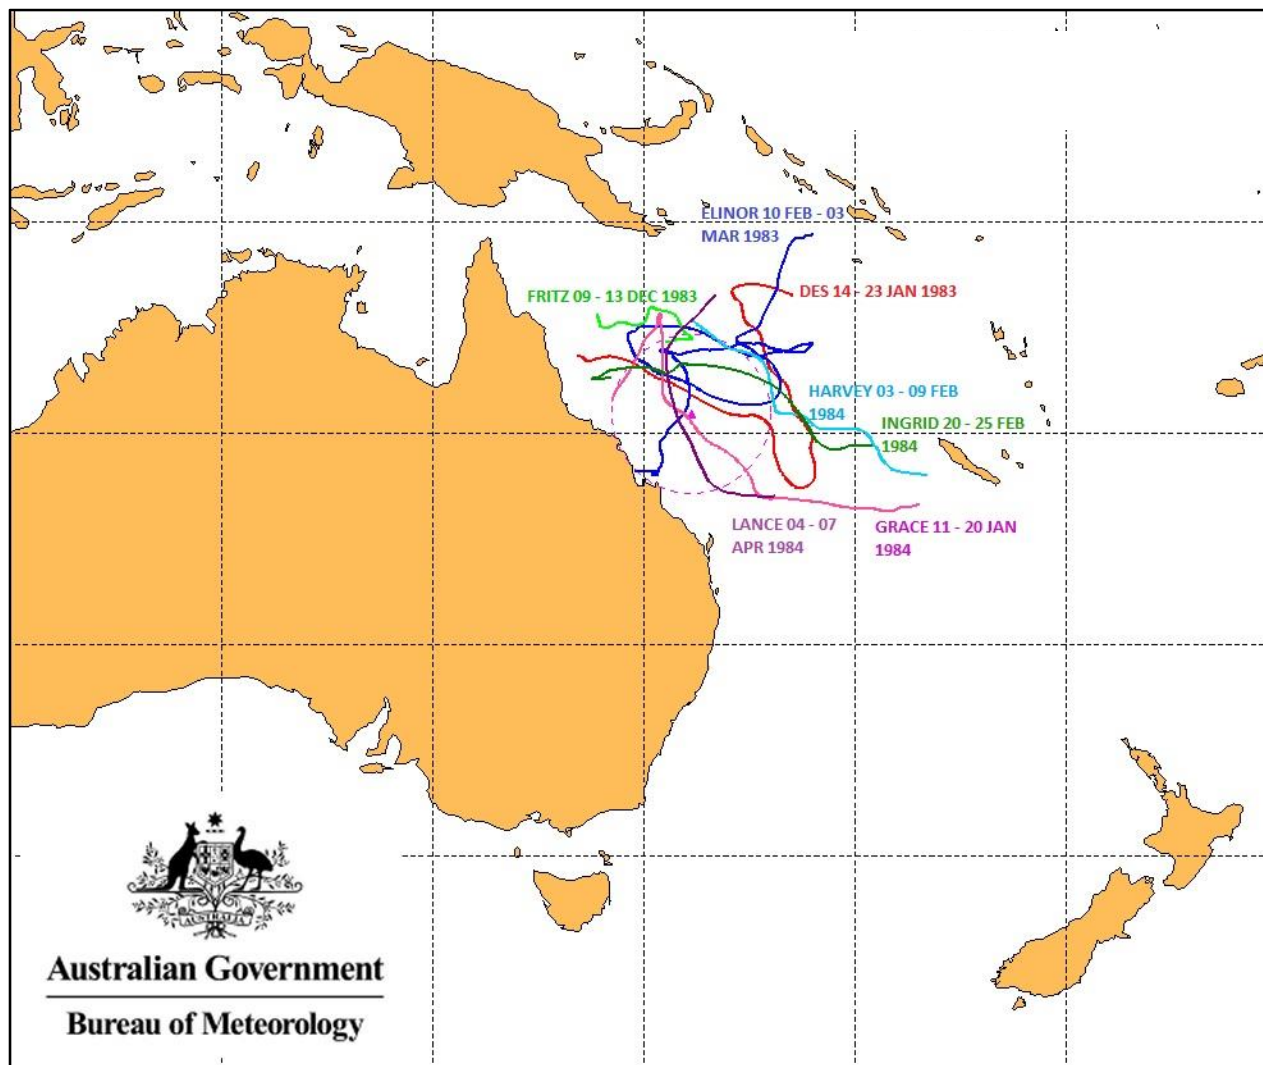 ELINOR 10 FEB - 03
MAR 1983
FRITZ 09 - 13 DEC 1983
DES 14 - 23 JAN 1983
HARVEY 03 - 09 FEB
1984
INGRID 20 - 25 FEB
1984
LANCE 04 - 07
APR 1984
GRACE 11 - 20 JAN
1984
AUSTRALIA
Australian Government
Bureau of Meteorology